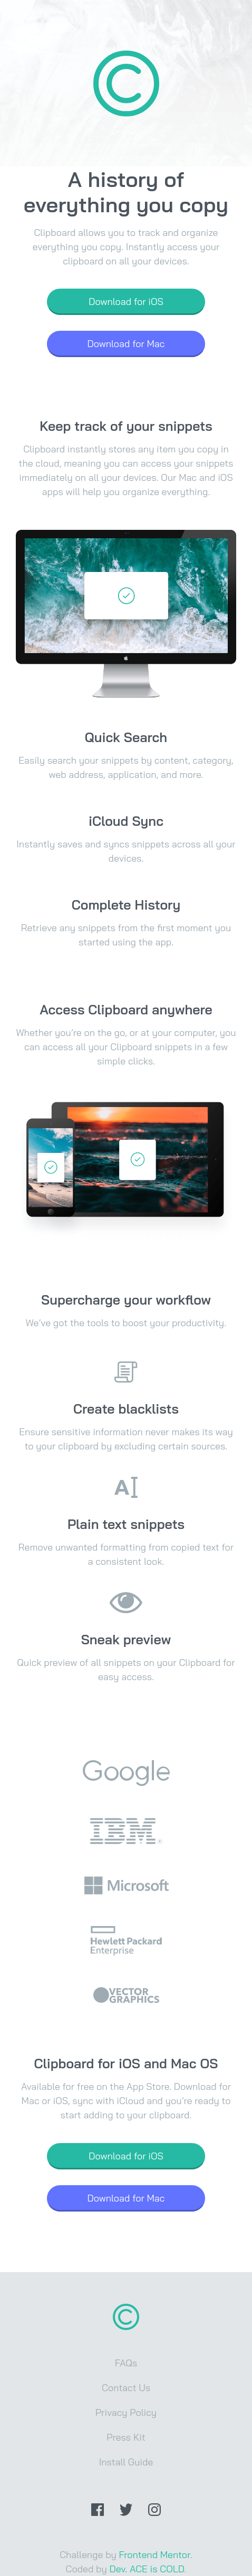 A history of
everything you copy
Clipboard allows you to track and organize
everything you copy. Instantly access your
clipboard on all your devices.
Download for iOS
Download for Mac
Keep track of your snippets
Clipboard instantly stores any item you copy in
the cloud, meaning you can access your snippets
immediately on all your devices. Our Mac and iOS
apps will help you organize everything.
Quick Search
Easily search your snippets by content, category,
web address, application, and more.
iCloud Sync
Instantly saves and syncs snippets across all your
devices.
Complete History
Retrieve any snippets from the first moment you
started using the app.
Access Clipboard anywhere
Whether you're on the go, or at your computer, you
can access all your Clipboard snippets in a few
simple clicks.
Supercharge your workflow
We've got the tools to boost your productivity.
Create blacklists
Ensure sensitive information never makes its way
to your clipboard by excluding certain sources.
Plain text snippets
Remove unwanted formatting from copied text for
a consistent look.
Sneak preview
Quick preview of all snippets on your Clipboard for
easy access.
Google
IBM
Microsoft
Hewlett Packard
Enterprise
VECTOR
GRAPHICS
Clipboard for iOS and Mac OS
Available for free on the App Store. Download for
Mac or iOS, sync with iCloud and you're ready to
start adding to your clipboard.
Download for iOS
Download for Mac
FAQs
Contact Us
Privacy Policy
Press Kit
Install Guide
Challenge by Frontend Mentor.
Coded by Dev. ACE is COLD.